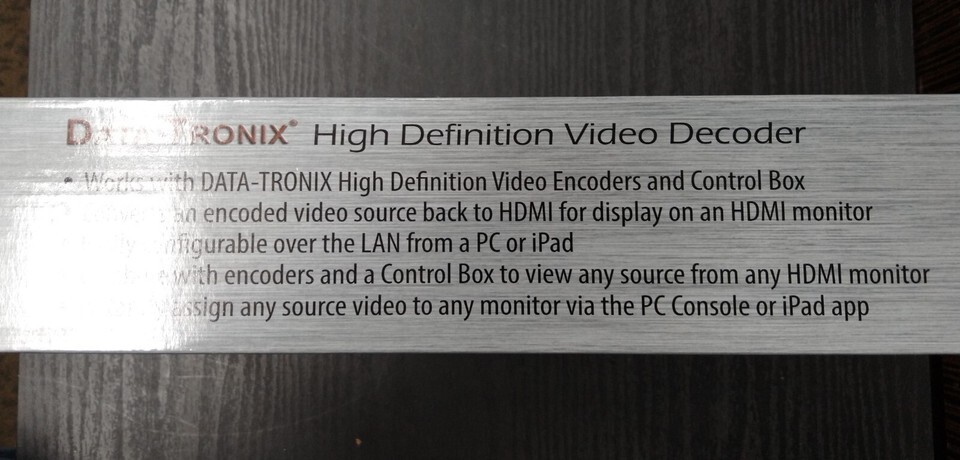 DATA-TRONIX® High Definition Video Decoder
• Works with DATA-TRONIX High Definition Video Encoders and Control Box
an encoded video source back to HDMI for display on an HDMI monitor
configurable over the LAN from a PC or iPad
with encoders and a Control Box to view any source from any HDMI monitor
assign any source video to any monitor via the PC Console or iPad app